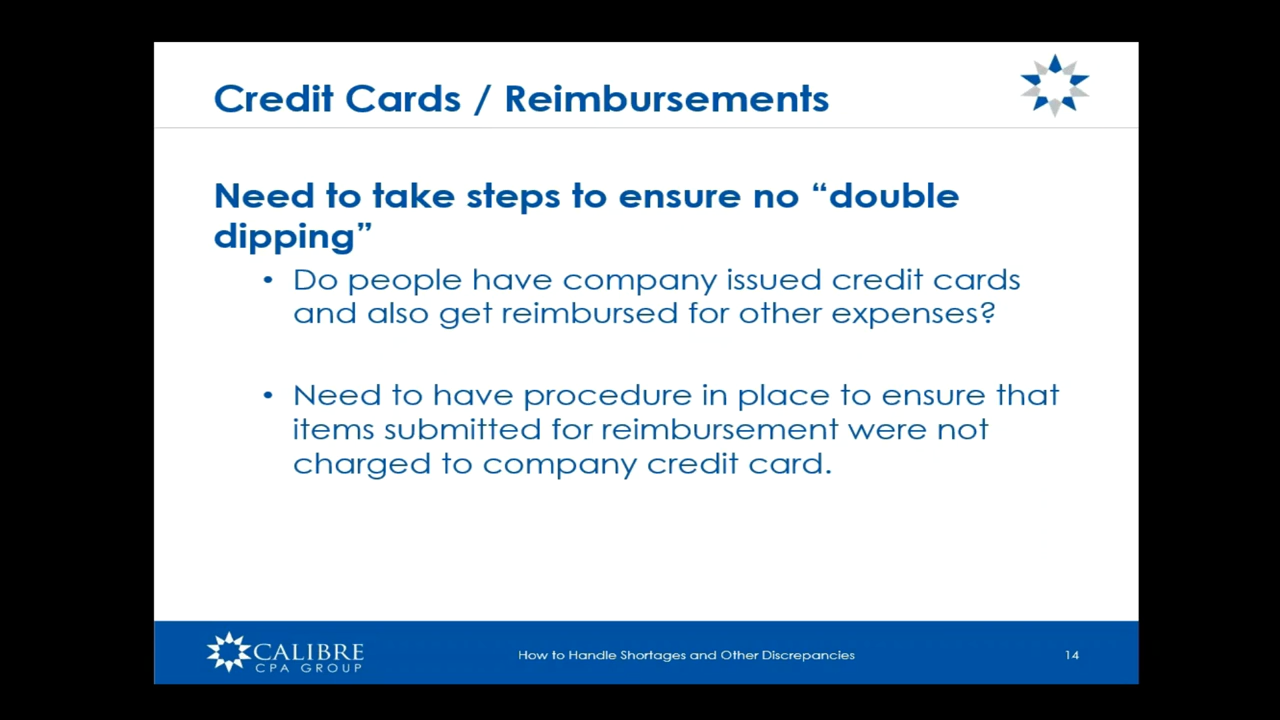 Credit Cards / Reimbursements
Need to take steps to ensure no “double
dipping”
• Do people have company issued credit cards
and also get reimbursed for other expenses?
• Need to have procedure in place to ensure that
items submitted for reimbursement were not
charged to company credit card.
CALIBRE
CPA GROUP
How to Handle Shortages and Other Discrepancies
14